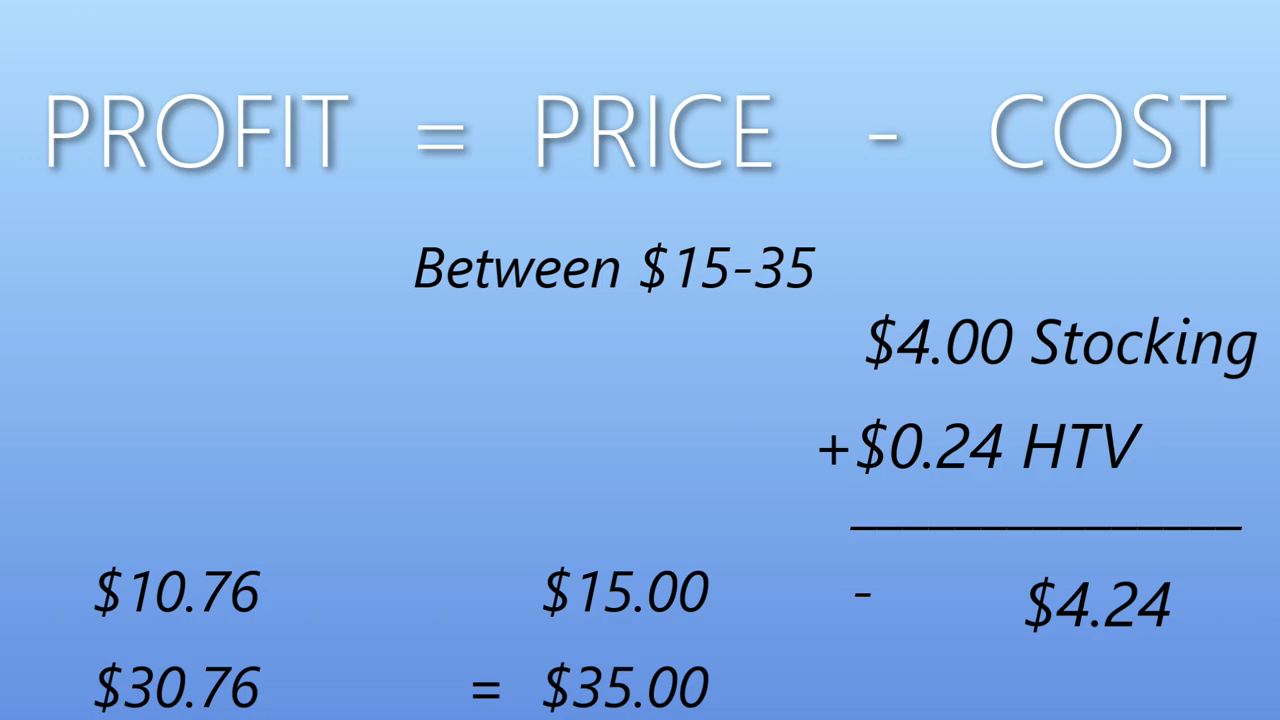 PROFIT = PRICE - COST
Between $15-35
$4.00 Stocking
+$0.24 HTV
$10.76 $15.00 - $4.24
$30.76 = $35.00